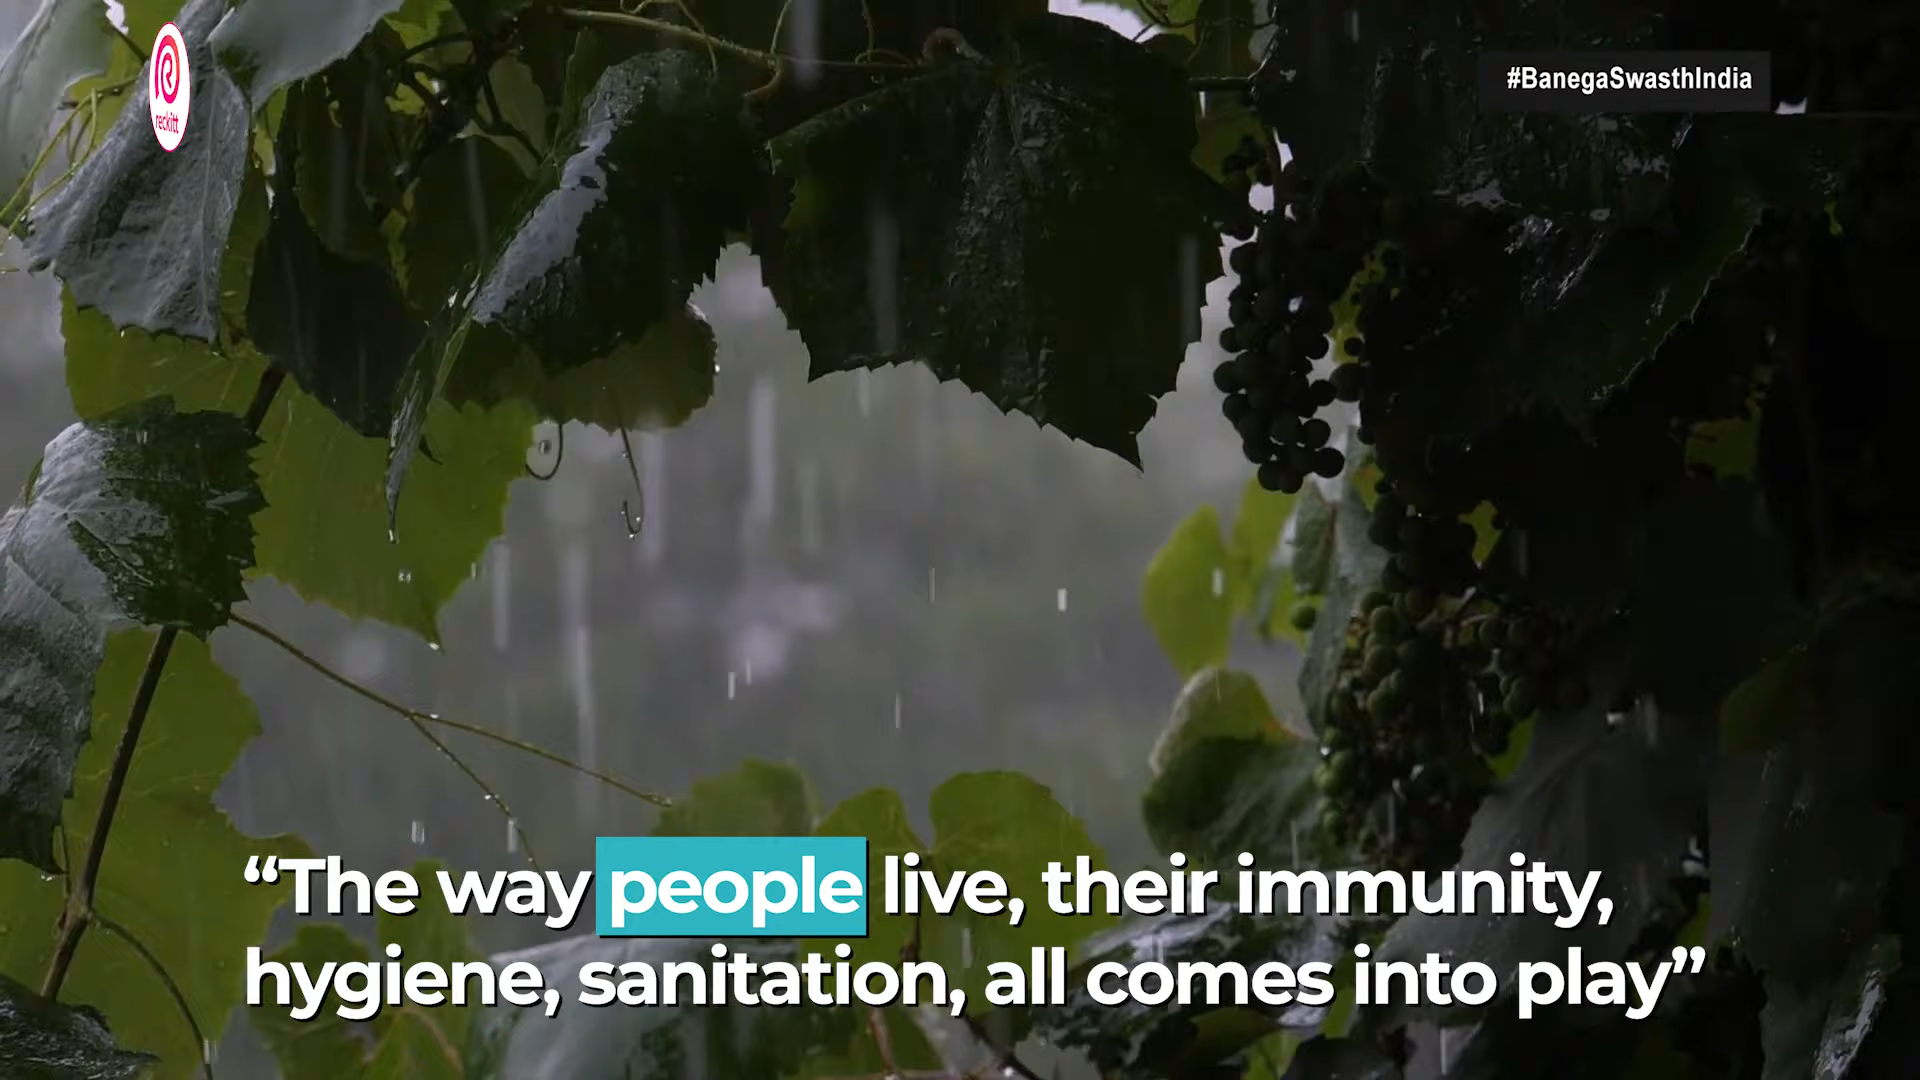 reckitt
#BanegaSwasthIndia
“The way people live, their immunity,
hygiene, sanitation, all comes into play”